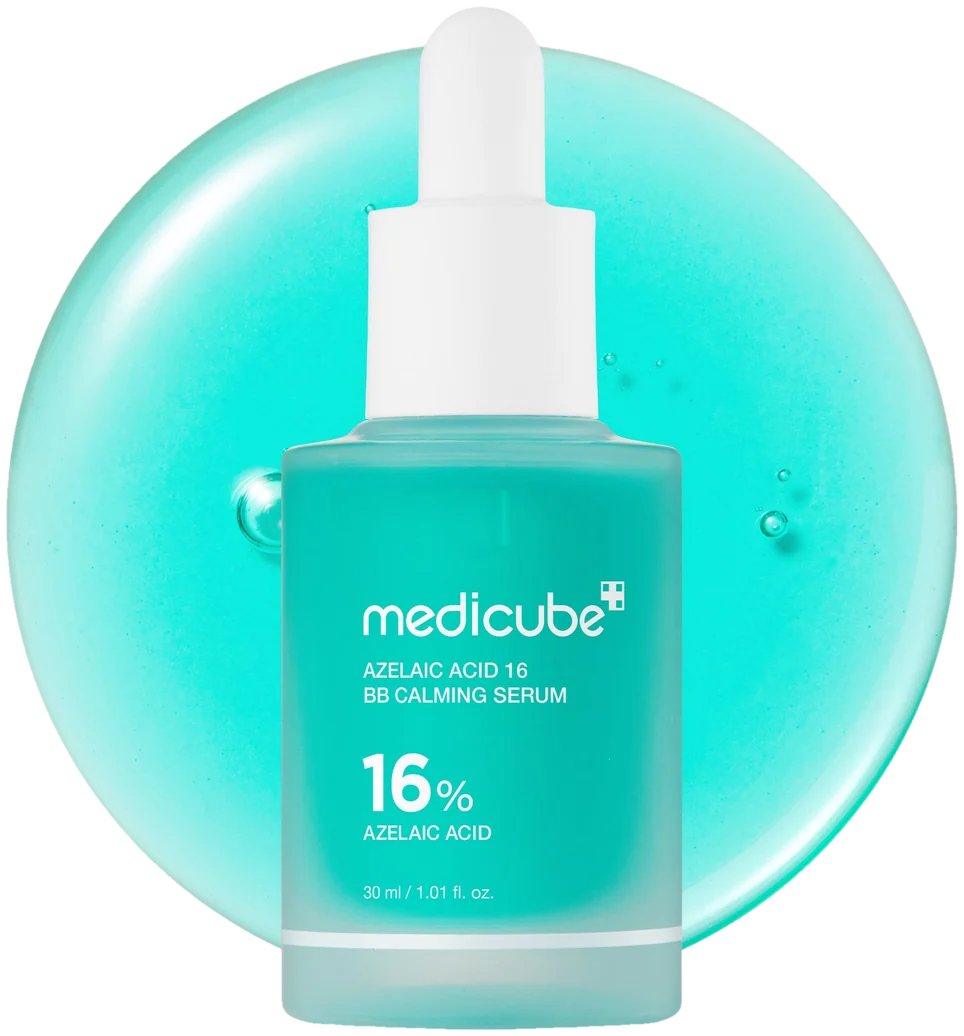 medicube
AZELAIC ACID 16
BB CALMING SERUM
16%
AZELAIC ACID
30 ml / 1.01 fl. oz.